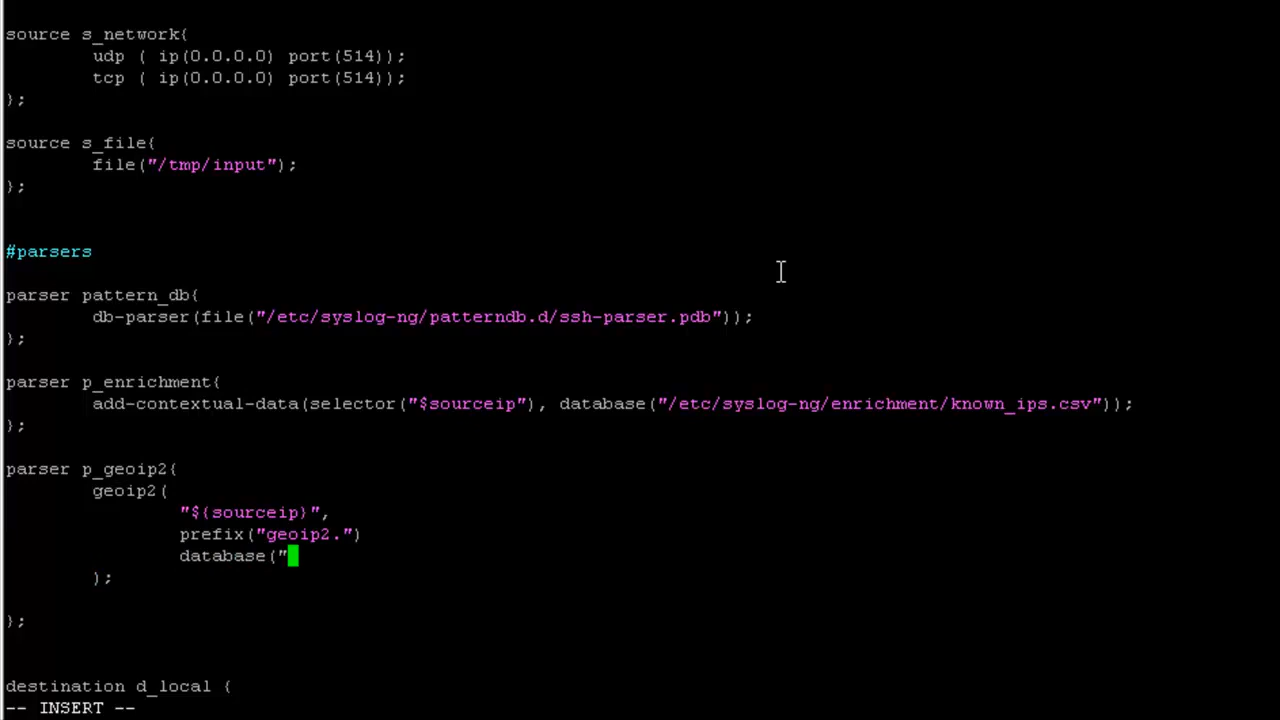 source s_network{
udp ( ip(0.0.0.0) port(514));
tcp ( ip(0.0.0.0) port(514));
};
source s_file{
file("/tmp/input");
};
#parsers
parser pattern_db{
db-parser(file("/etc/syslog-ng/patterndb.d/ssh-parser.pdb"));
};
parser p_enrichment{
add-contextual-data(selector("$sourceip"), database("/etc/syslog-ng/enrichment/known_ips.csv"));
};
parser p_geoip2{
geoip2(
"${sourceip}",
prefix("geoip2.")
database("
);
};
destination d_local {
-- INSERT --